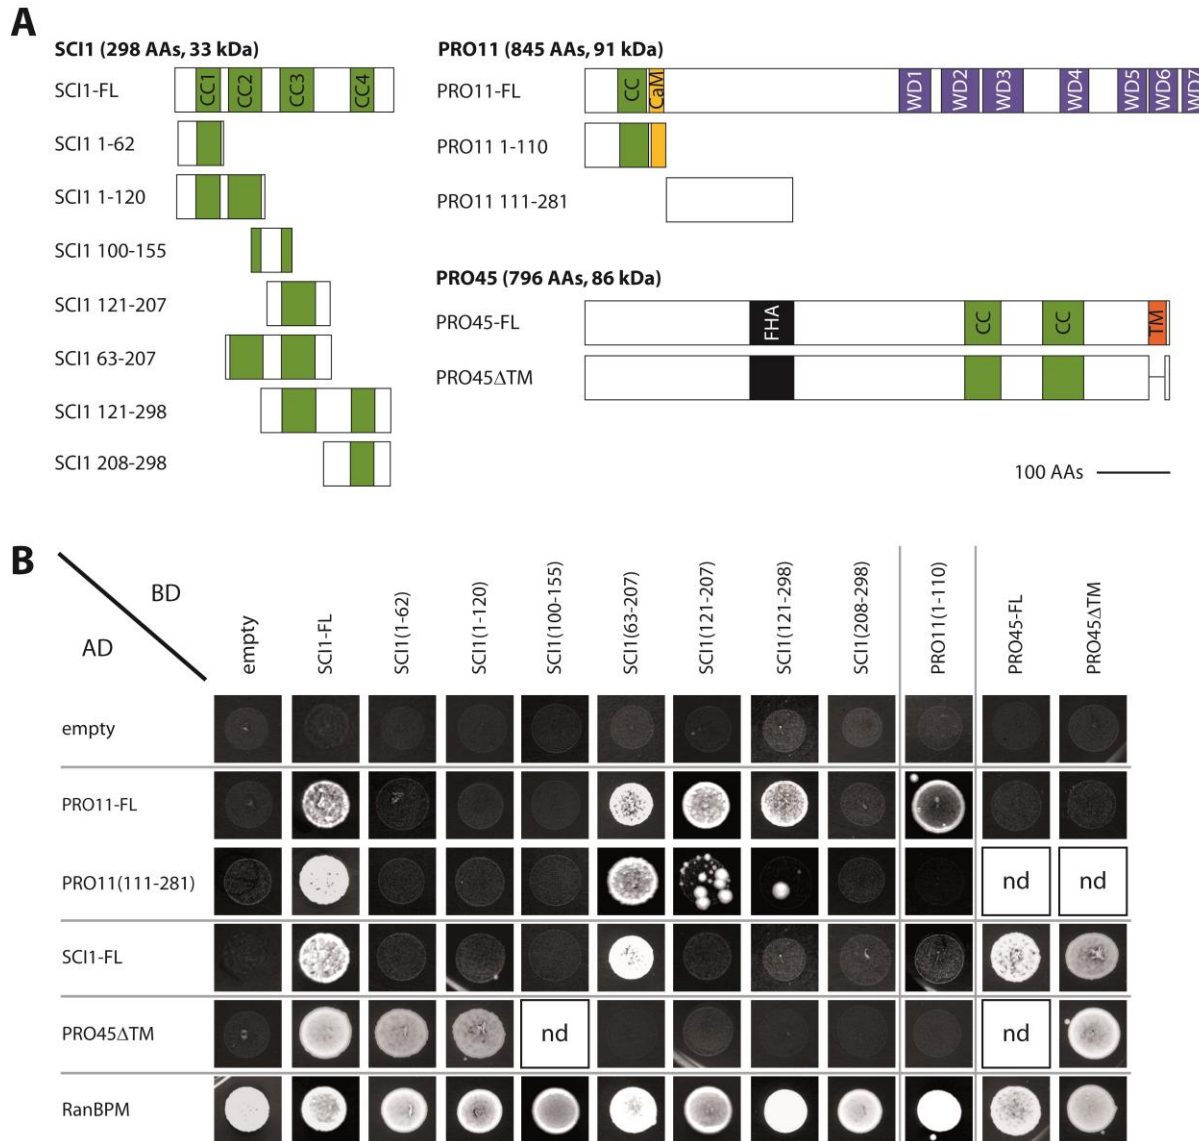 A
SCI1 (298 AAs, 33 kDa)
SCI1-FL
CC1 CC2 CC3 CC4
SCI1 1-62
SCI1 1-120
SCI1 100-155
SCI1 121-207
SCI1 63-207
SCI1 121-298
SCI1 208-298
PRO11 (845 AAs, 91 kDa)
PRO11-FL
CC CaM WD1 WD2 WD3 WD4 WD5 WD6 WD7
PRO11 1-110
PRO11 111-281
PRO45 (796 AAs, 86 kDa)
PRO45-FL
FHA CC CC TM
PRO45ΔTM
100 AAs
B
BD
AD
empty SCI1-FL SCI1(1-62) SCI1(1-120) SCI1(100-155) SCI1(63-207) SCI1(121-207) SCI1(121-298) SCI1(208-298) PRO11(1-110) PRO45-FL PRO45ΔTM
empty
PRO11-FL
PRO11(111-281) nd nd
SCI1-FL
PRO45ΔTM nd nd
RanBPM